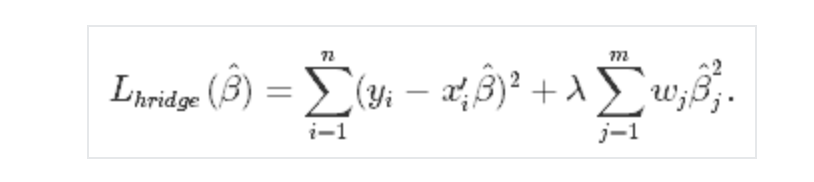 L_{hridge}(\hat{\beta}) = \sum_{i=1}^{n} (y_i - x_i'\hat{\beta})^2 + \lambda \sum_{j=1}^{m} w_j \hat{\beta}_j^2.